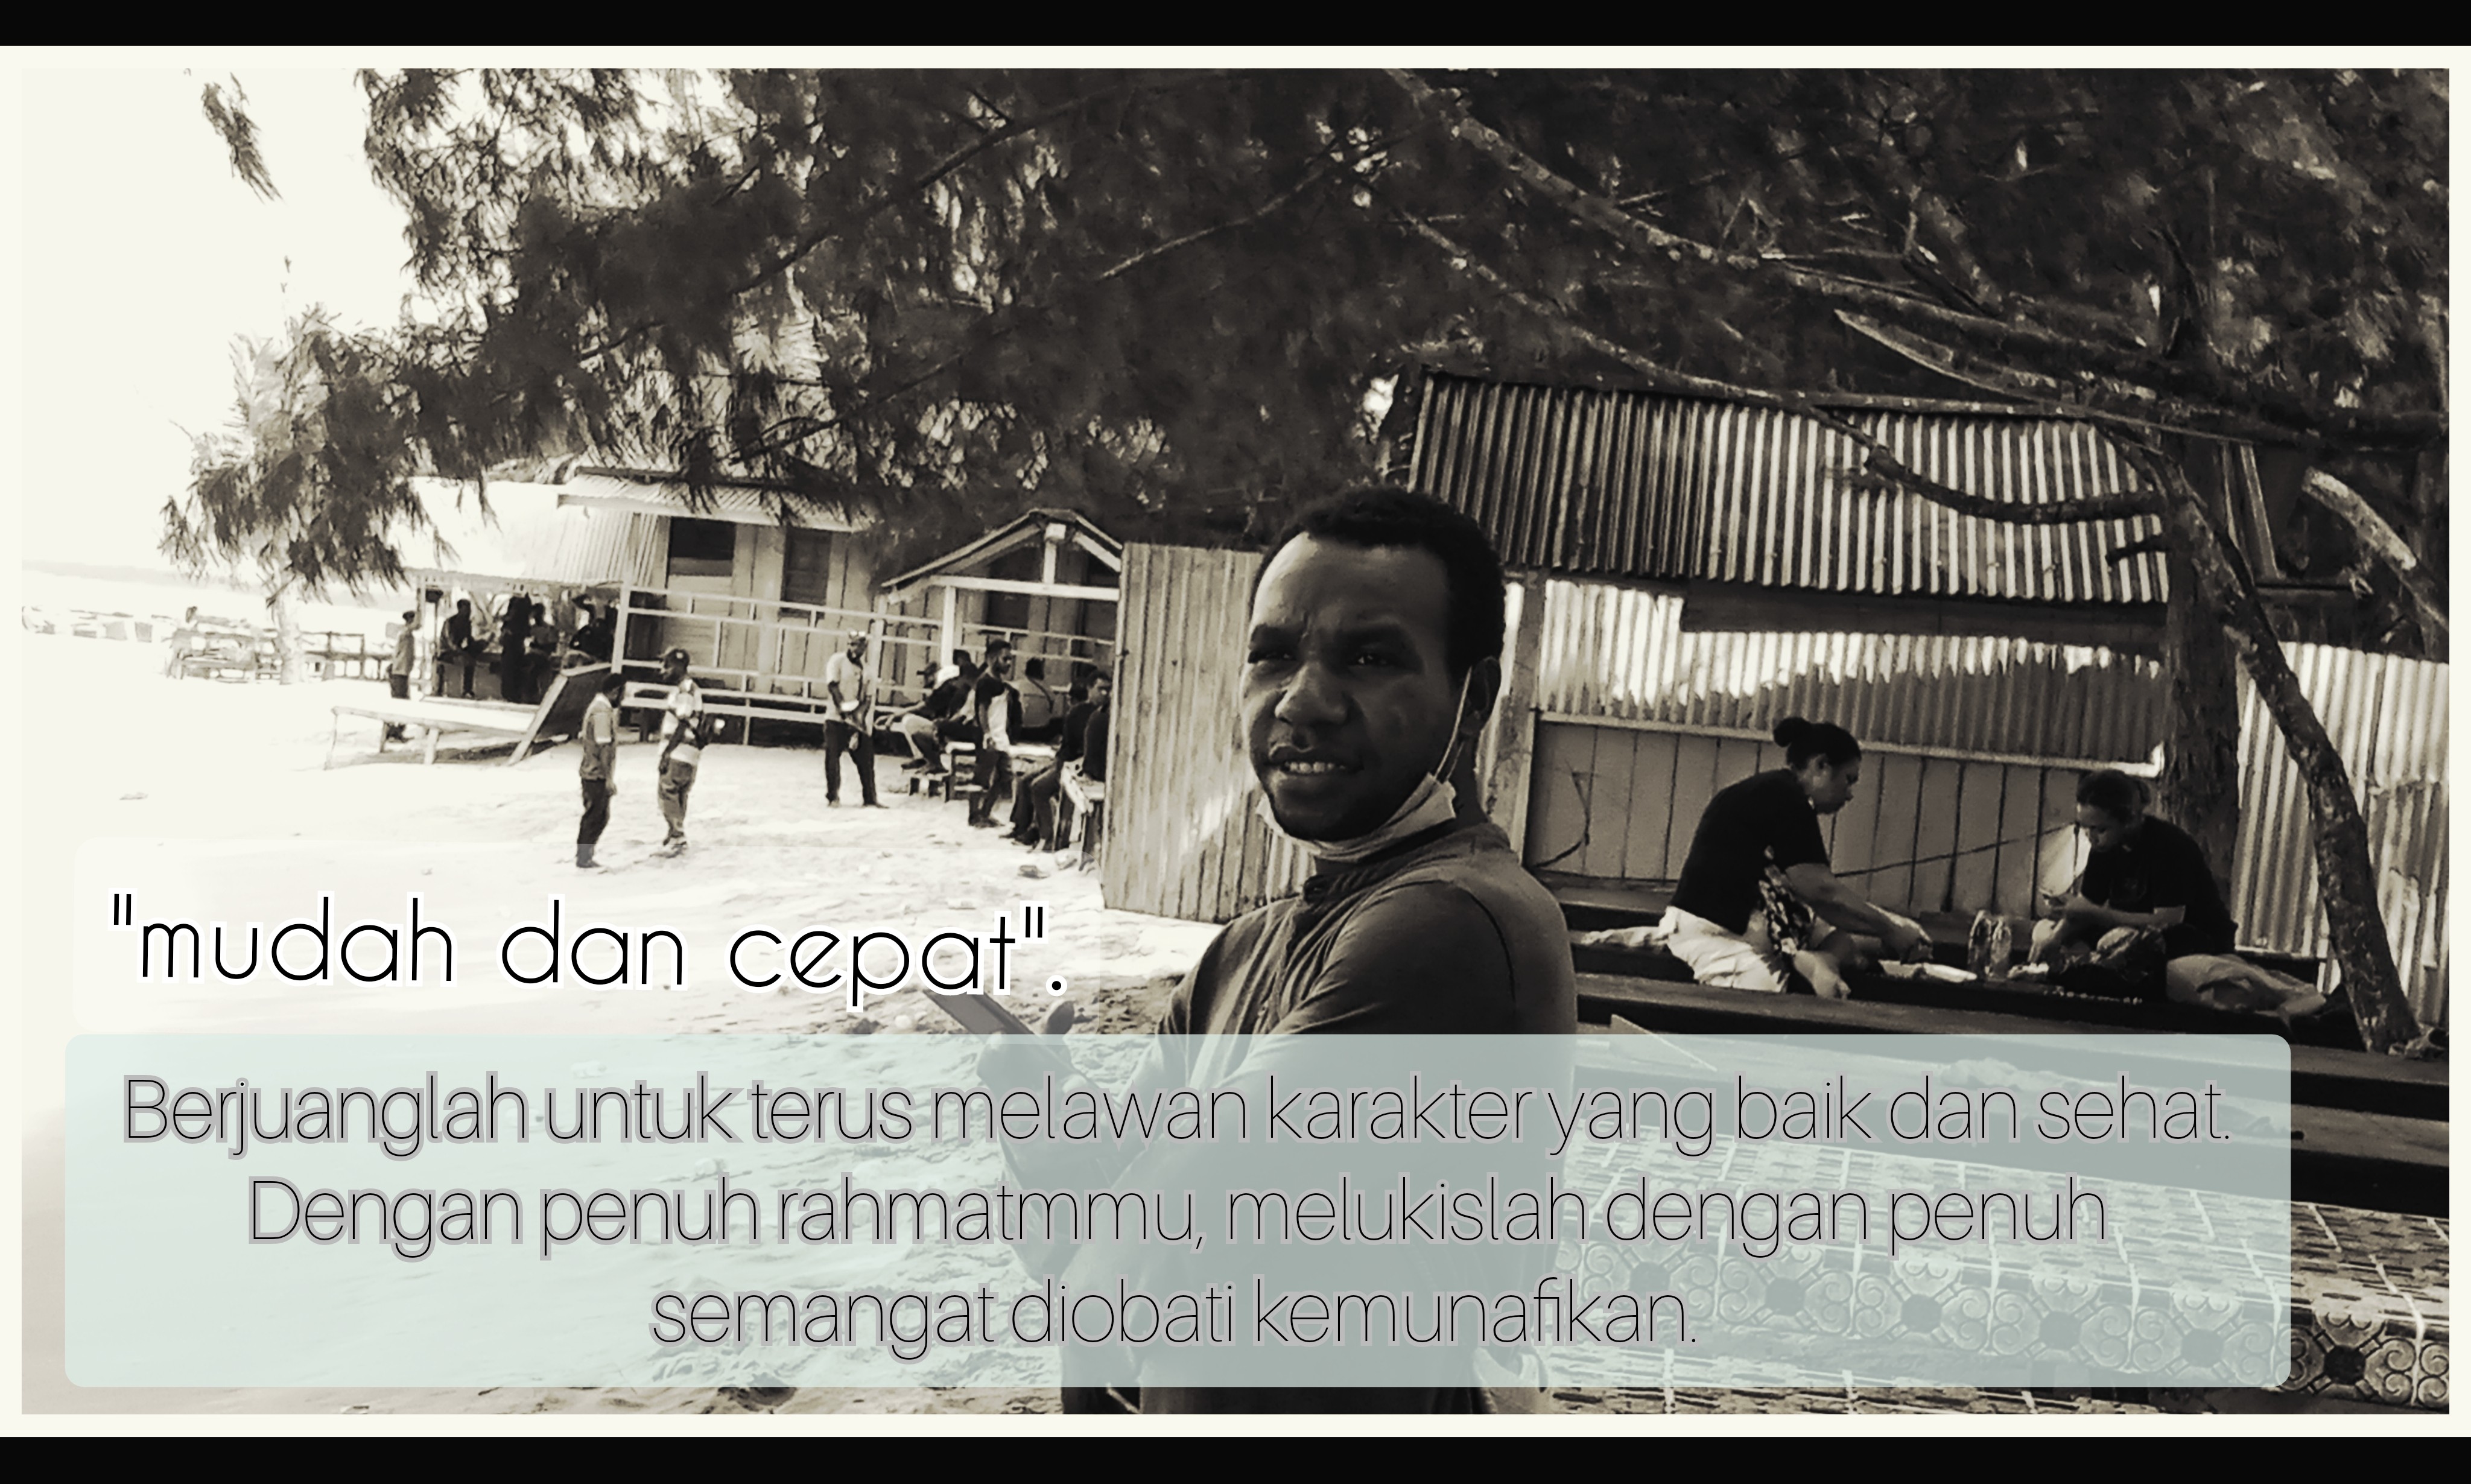 "mudah dan cepat".
Berjuanglah untuk terus melawan karakter yang baik dan sehat.
Dengan penuh rahmatmmu, melukislah dengan penuh
semangat diobati kemunafikan.